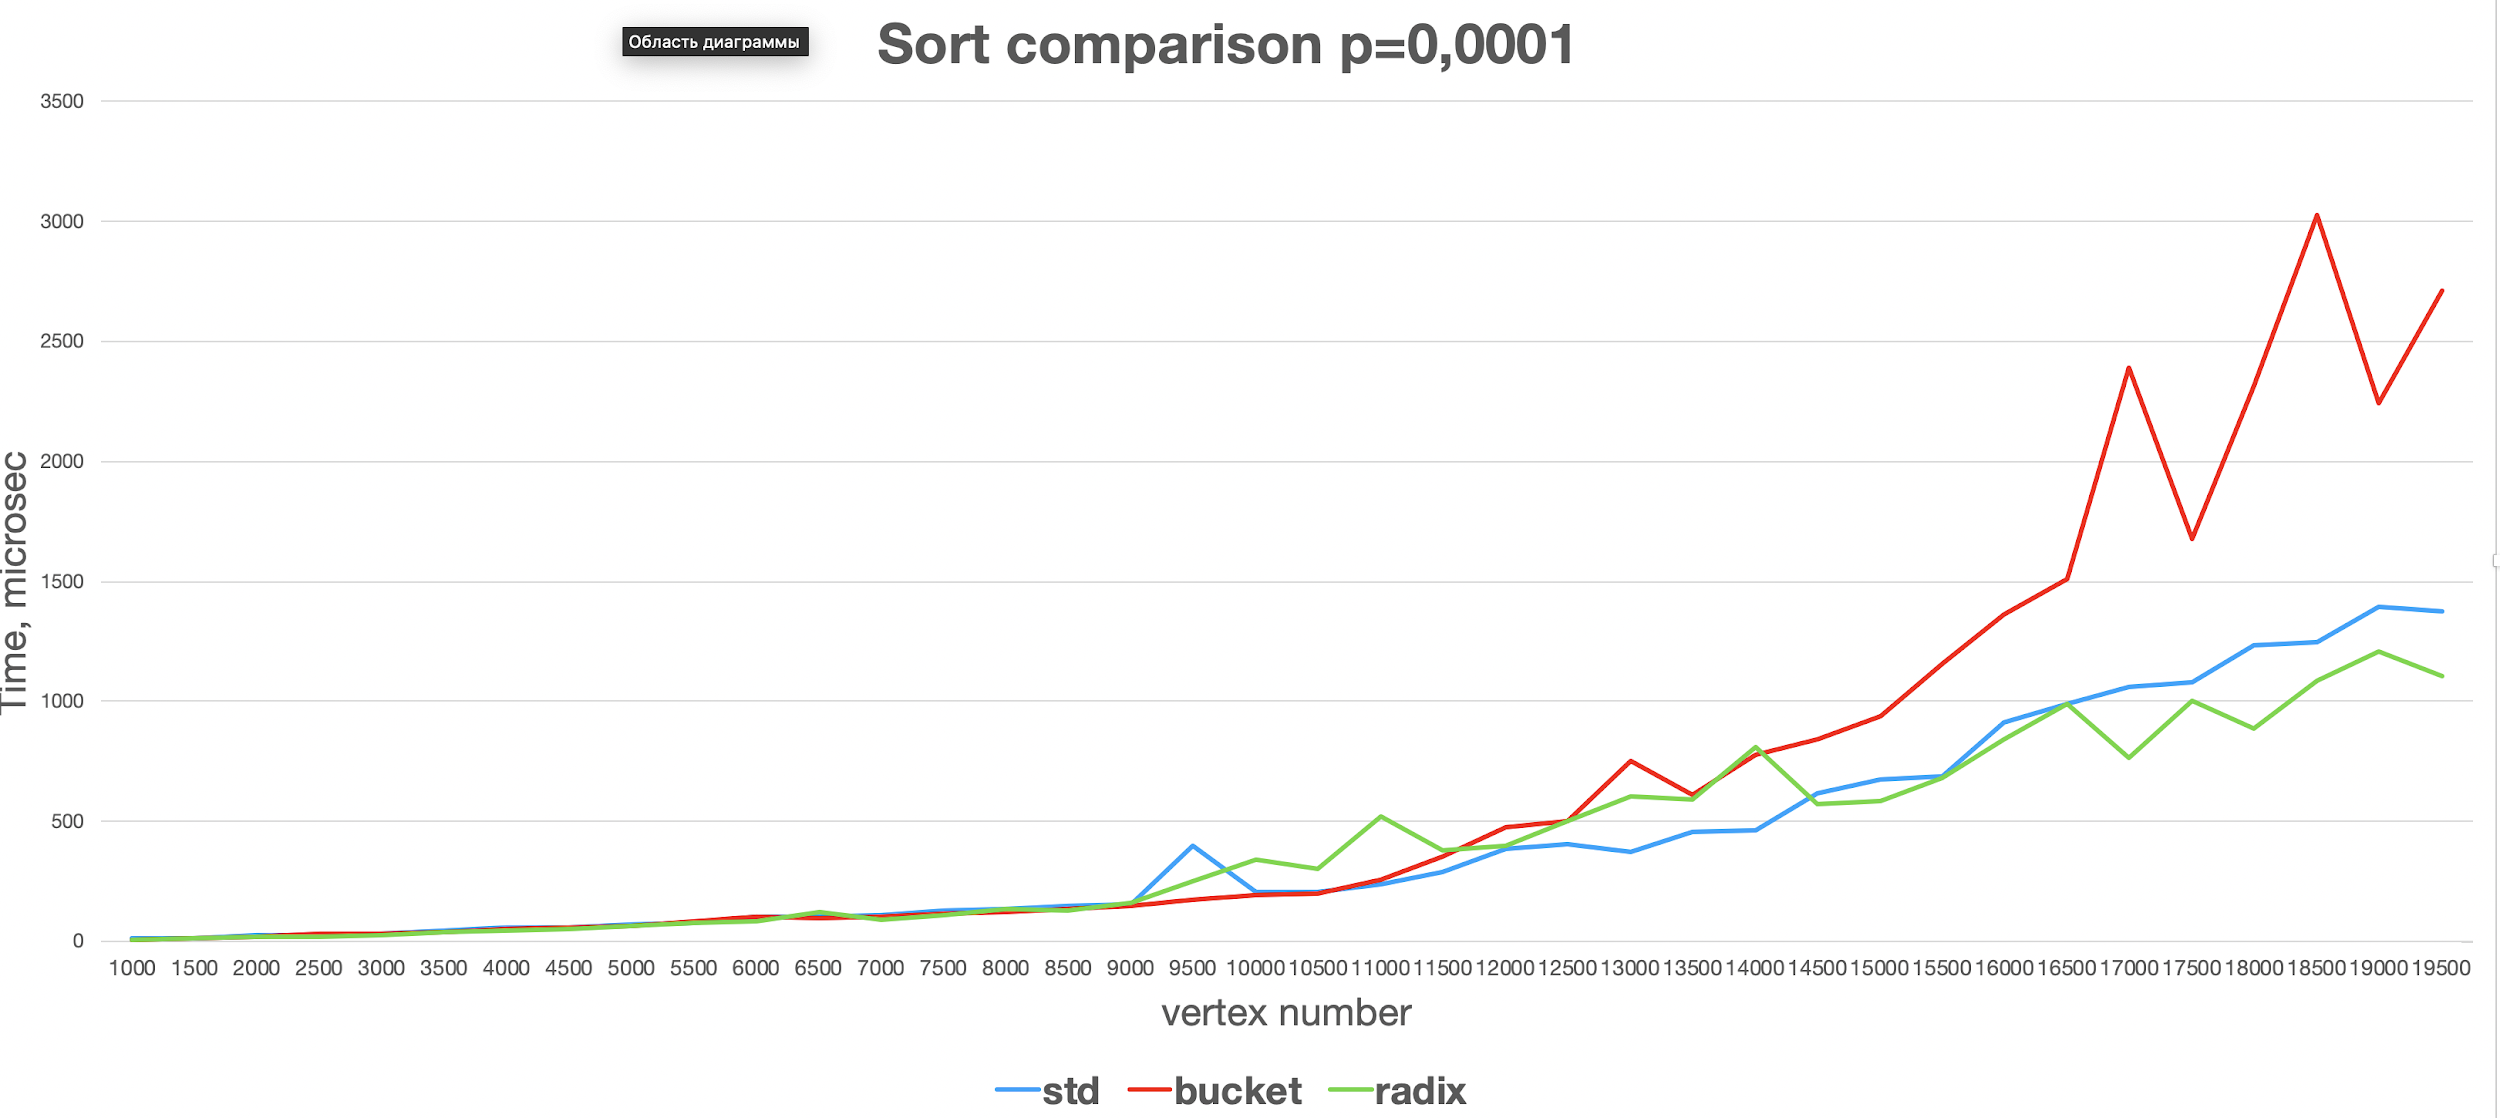 Область диаграммы
Sort comparison p=0,0001
3500
3000
2500
2000
1500
1000
500
0
Time, microsec
1000 1500 2000 2500 3000 3500 4000 4500 5000 5500 6000 6500 7000 7500 8000 8500 9000 9500 10000 10500 11000 11500 12000 12500 13000 13500 14000 14500 15000 15500 16000 16500 17000 17500 18000 18500 19000 19500
vertex number
std bucket radix